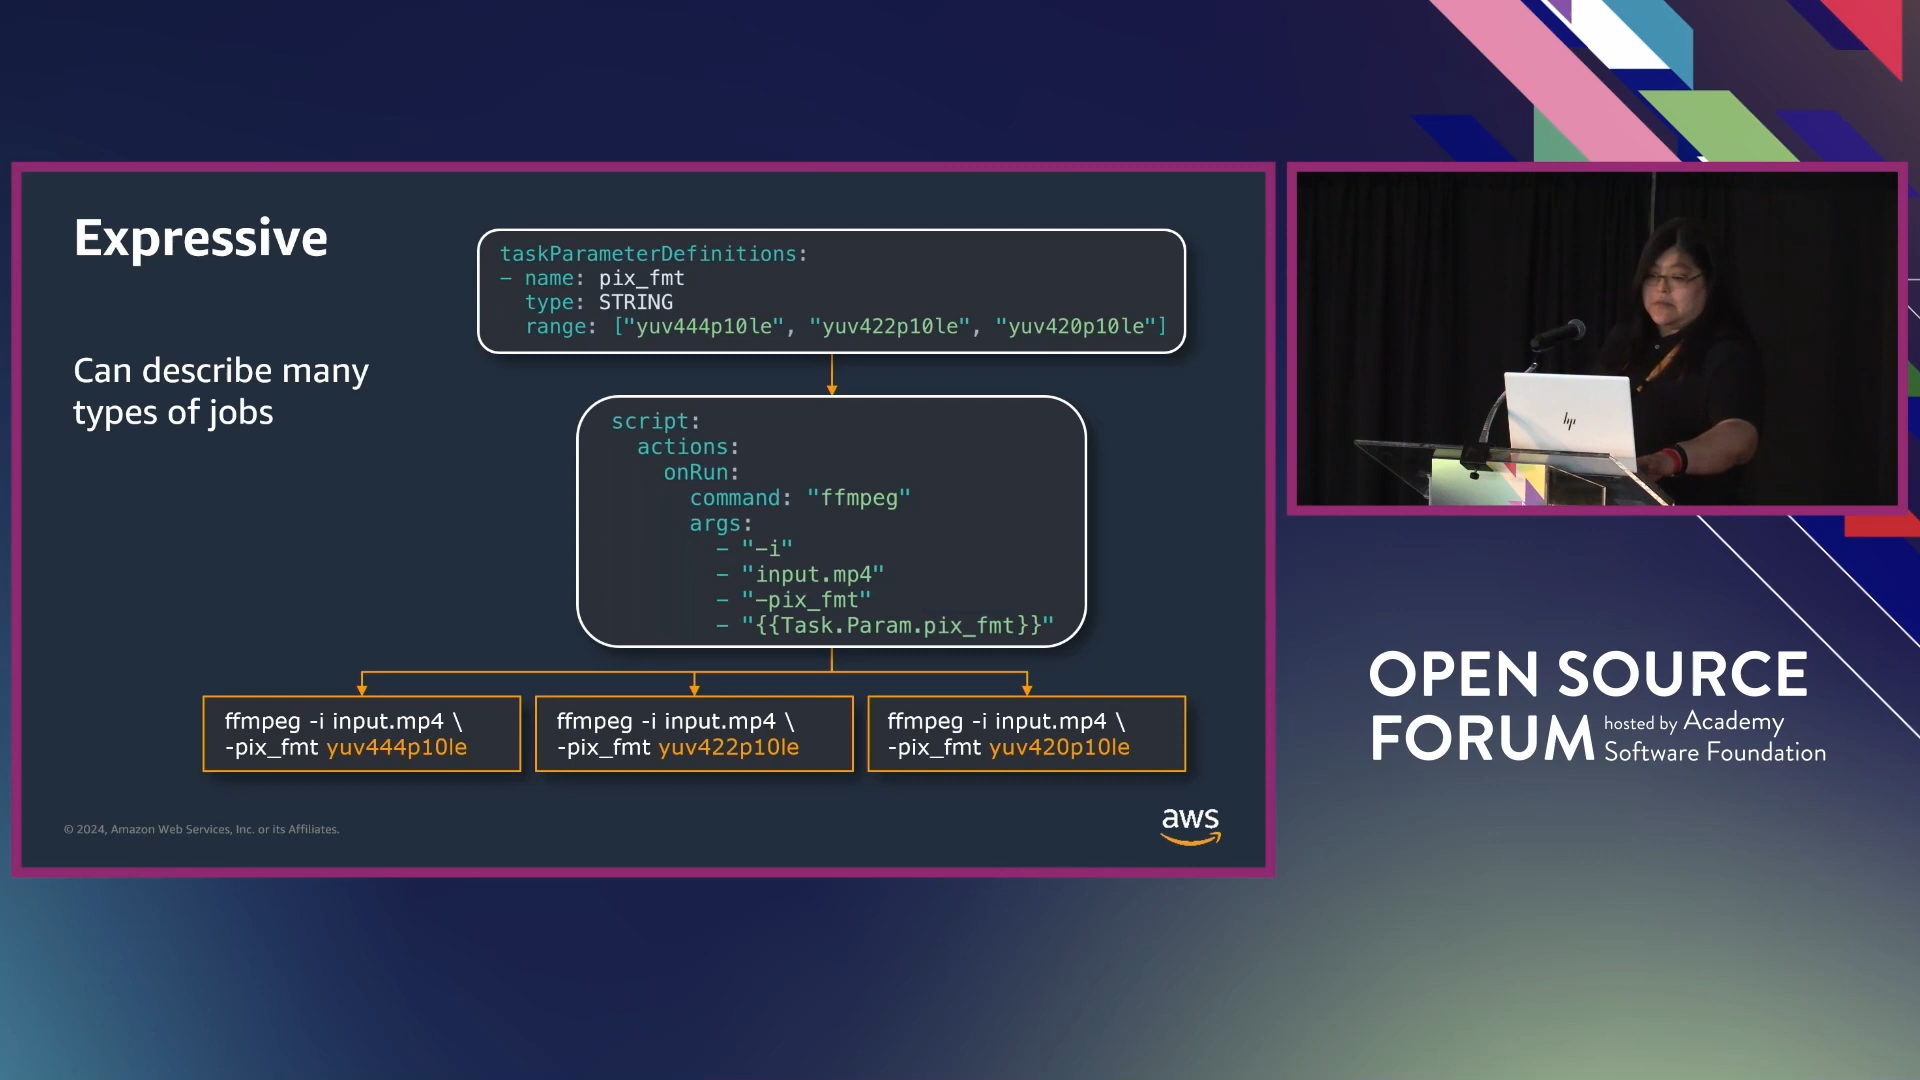 Expressive
Can describe many
types of jobs
taskParameterDefinitions:
- name: pix_fmt
type: STRING
range: ["yuv444p10le", "yuv422p10le", "yuv420p10le"]
script:
actions:
onRun:
command: "ffmpeg"
args:
- "-i"
- "input.mp4"
- "-pix_fmt"
- "{{Task.Param.pix_fmt}}"
ffmpeg -i input.mp4 \
-pix_fmt yuv444p10le
ffmpeg -i input.mp4 \
-pix_fmt yuv422p10le
ffmpeg -i input.mp4 \
-pix_fmt yuv420p10le
© 2024, Amazon Web Services, Inc. or its Affiliates.
aws
hp
OPEN SOURCE
FORUM hosted by Academy
Software Foundation